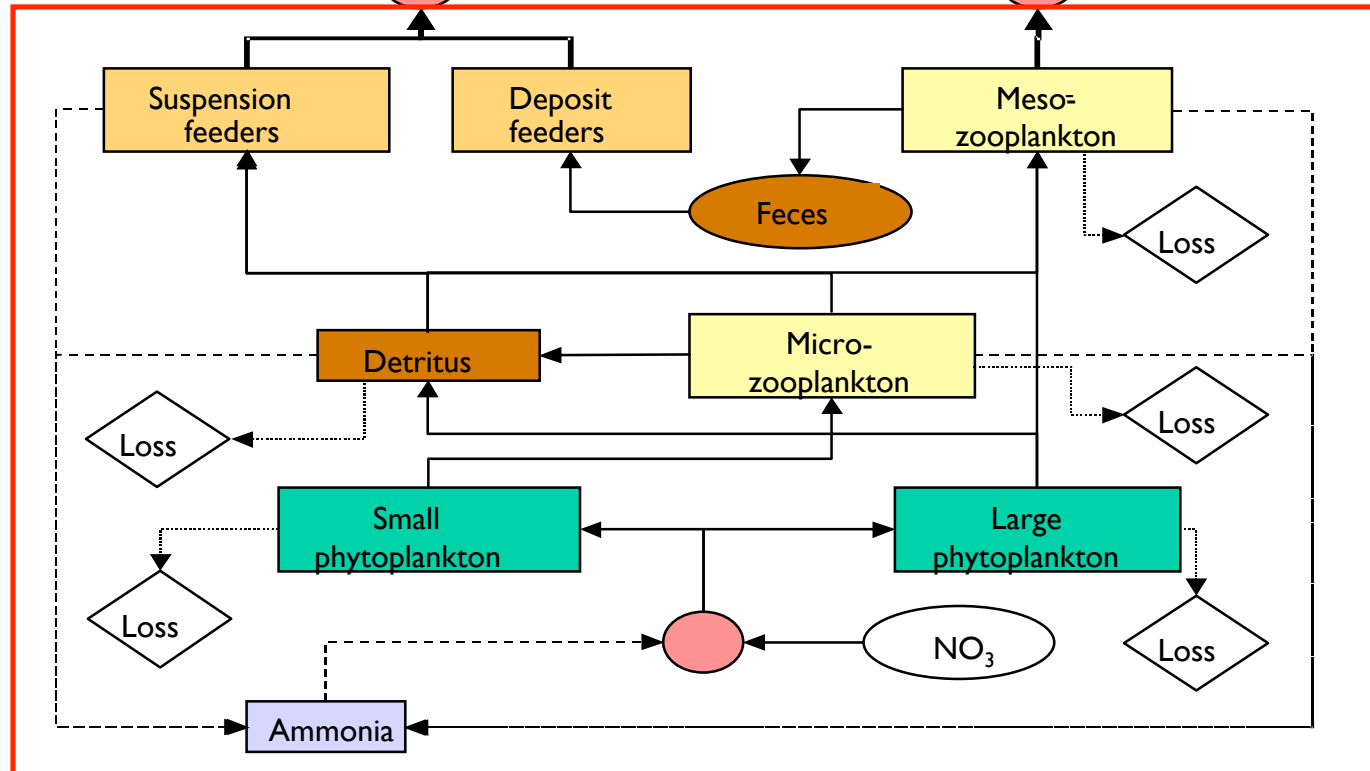 Suspension
feeders
Deposit
feeders
Meso-
zooplankton
Feces
Loss
Detritus
Micro-
zooplankton
Loss
Loss
Small
phytoplankton
Large
phytoplankton
Loss
NO₃
Loss
Ammonia